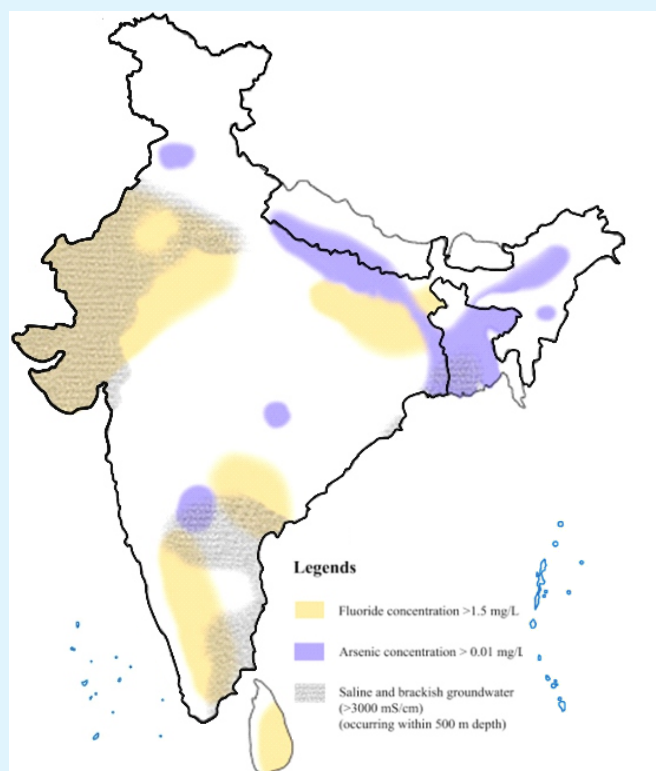 Legends
Fluoride concentration >1.5 mg/L
Arsenic concentration > 0.01 mg/l
Saline and brackish groundwater
(>3000 mS/cm)
(occurring within 500 m depth)